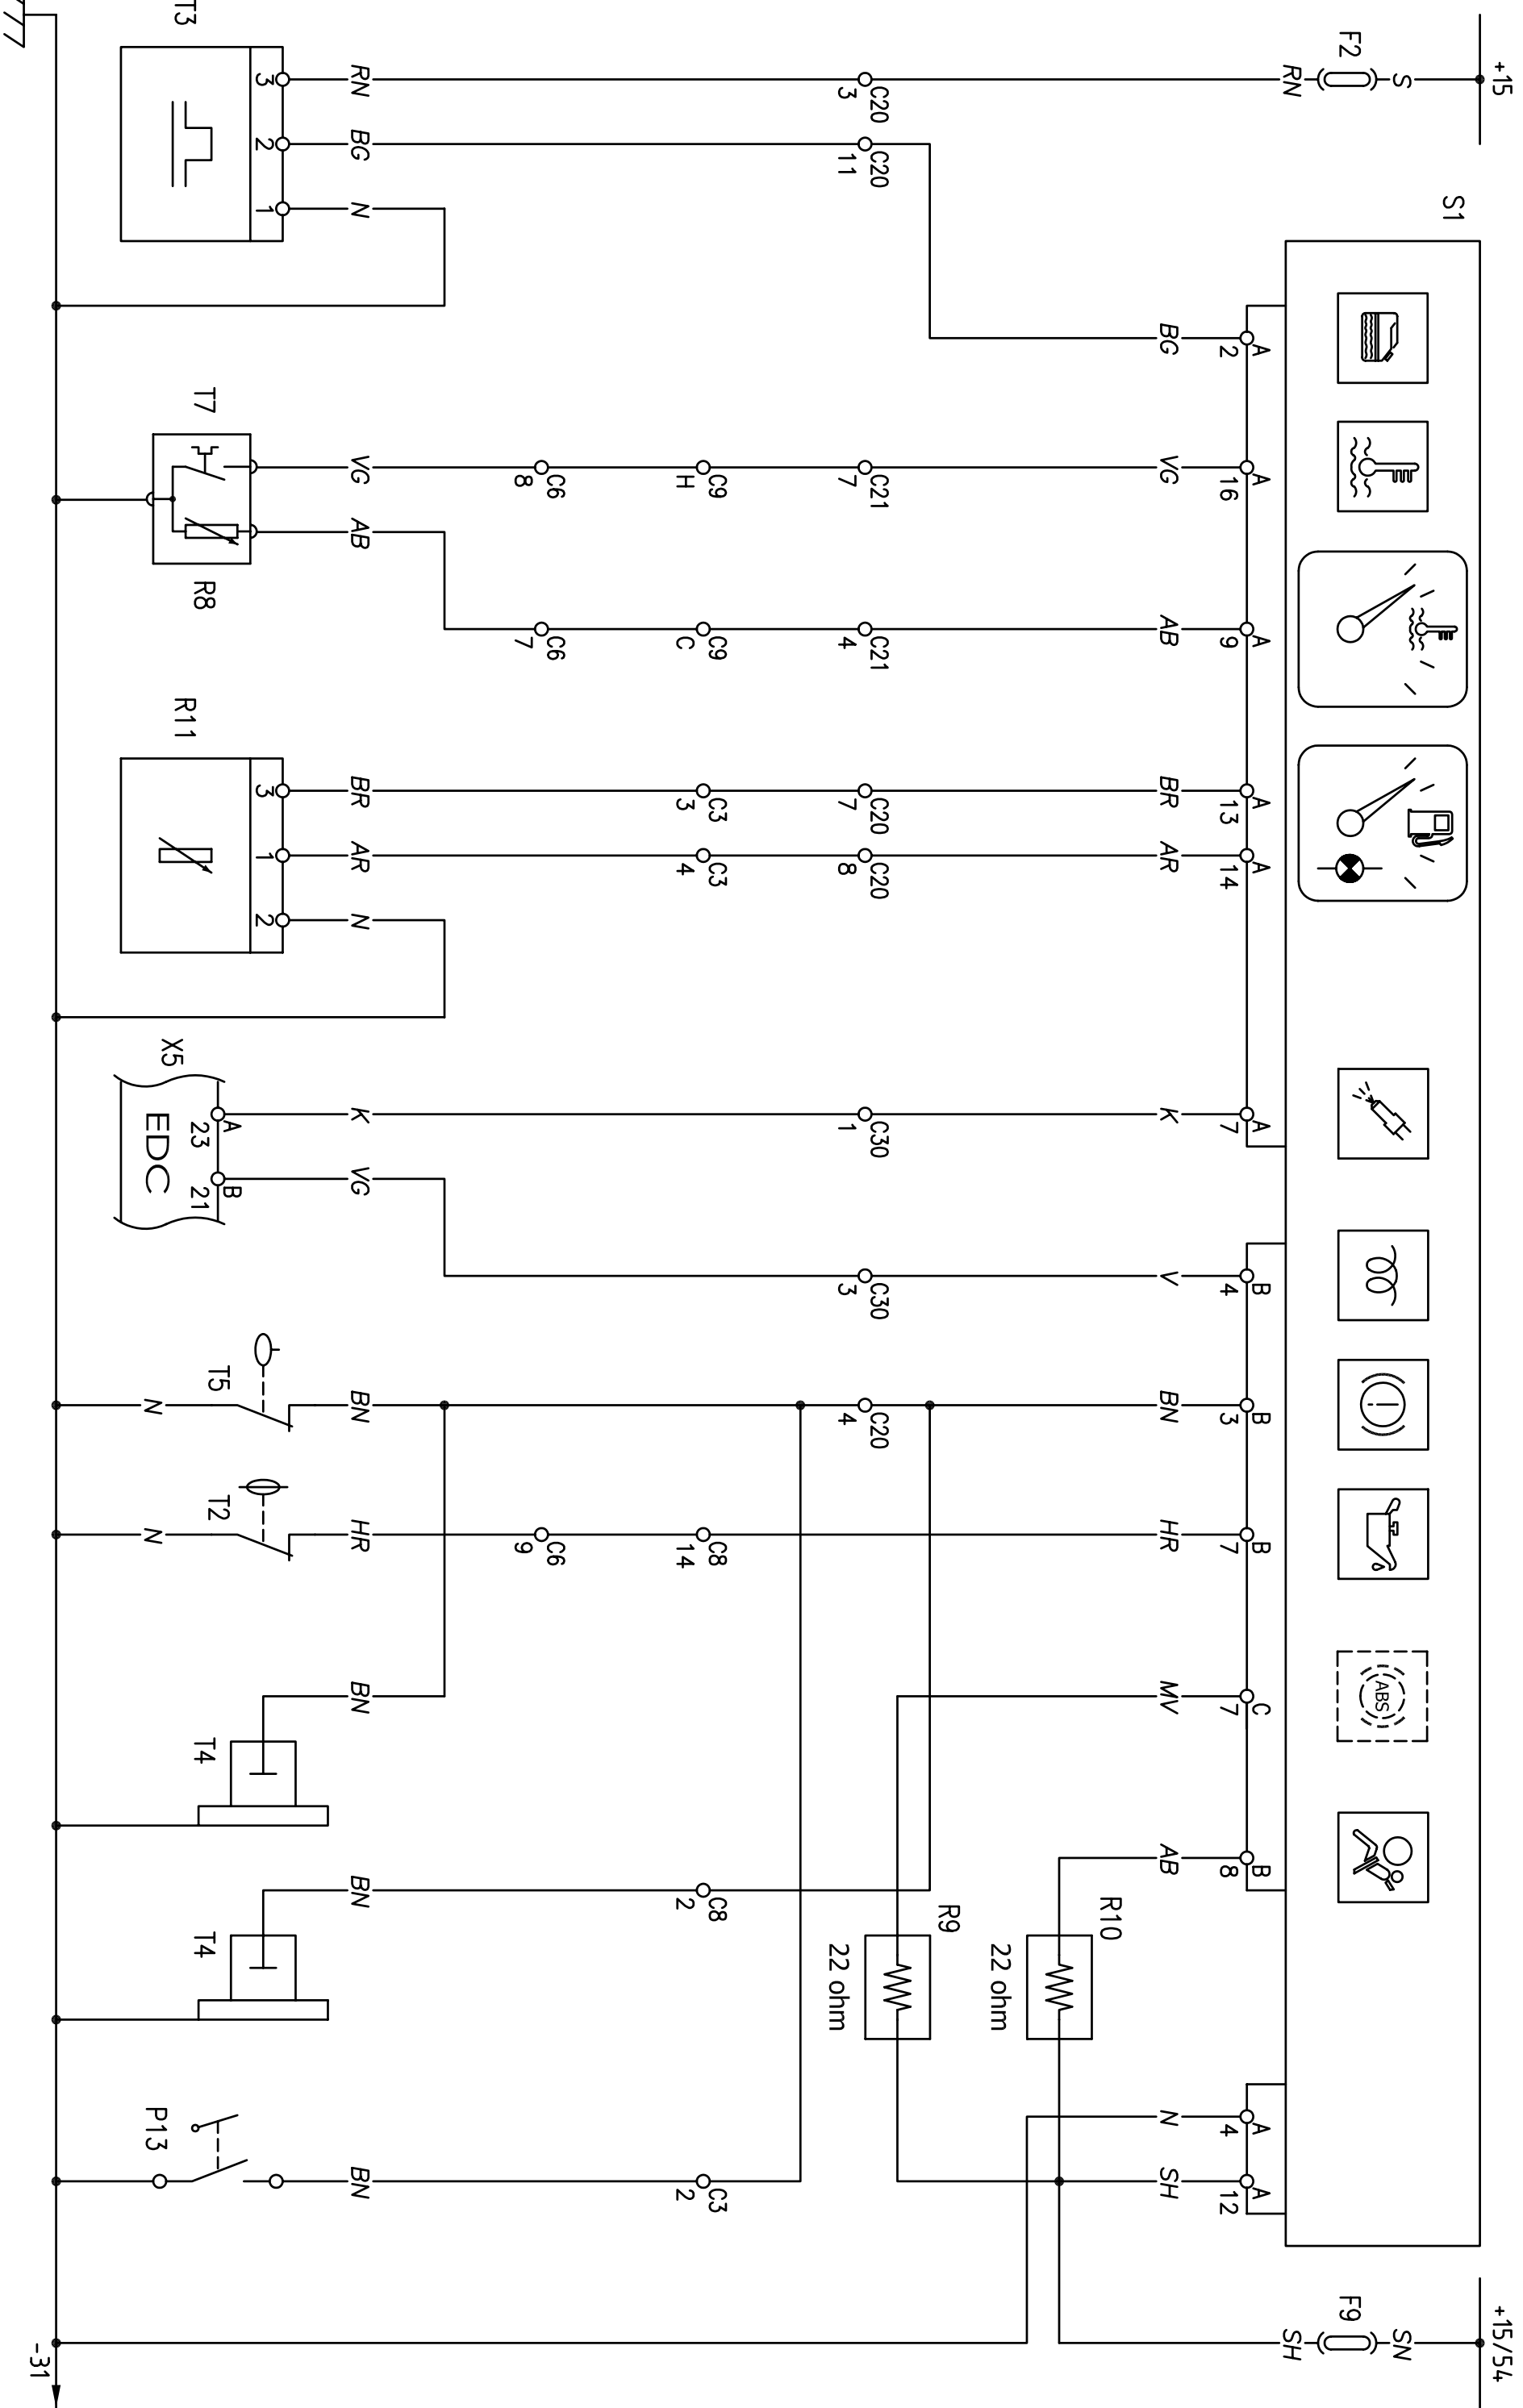 +15
F2
S
RN
+15/54
F9
SN
SH
S1
ABS
A 2
A 16
A 9
A 13
A 14
A 7
B 4
B 3
B 7
C 7
B 8
A 4
A 12
BG
VG
AB
BR
AR
K
V
BN
HR
MV
AB
N
SH
R10
22 ohm
R9
22 ohm
C20 3
C20 11
C21 7
C21 4
C20 7
C20 8
C30 1
C30 3
C20 4
C9 H
C9 C
C3 3
C3 4
C8 14
C8 2
C3 2
C6 8
C6 7
C6 9
RN
BG
N
VG
AB
BR
AR
N
K
VG
BN
HR
BN
BN
BN
3 2 1
3 1 2
A 23
B 21
T3
T7
R8
R11
X5
EDC
T5
T2
T4
T4
P13
N
N
-31